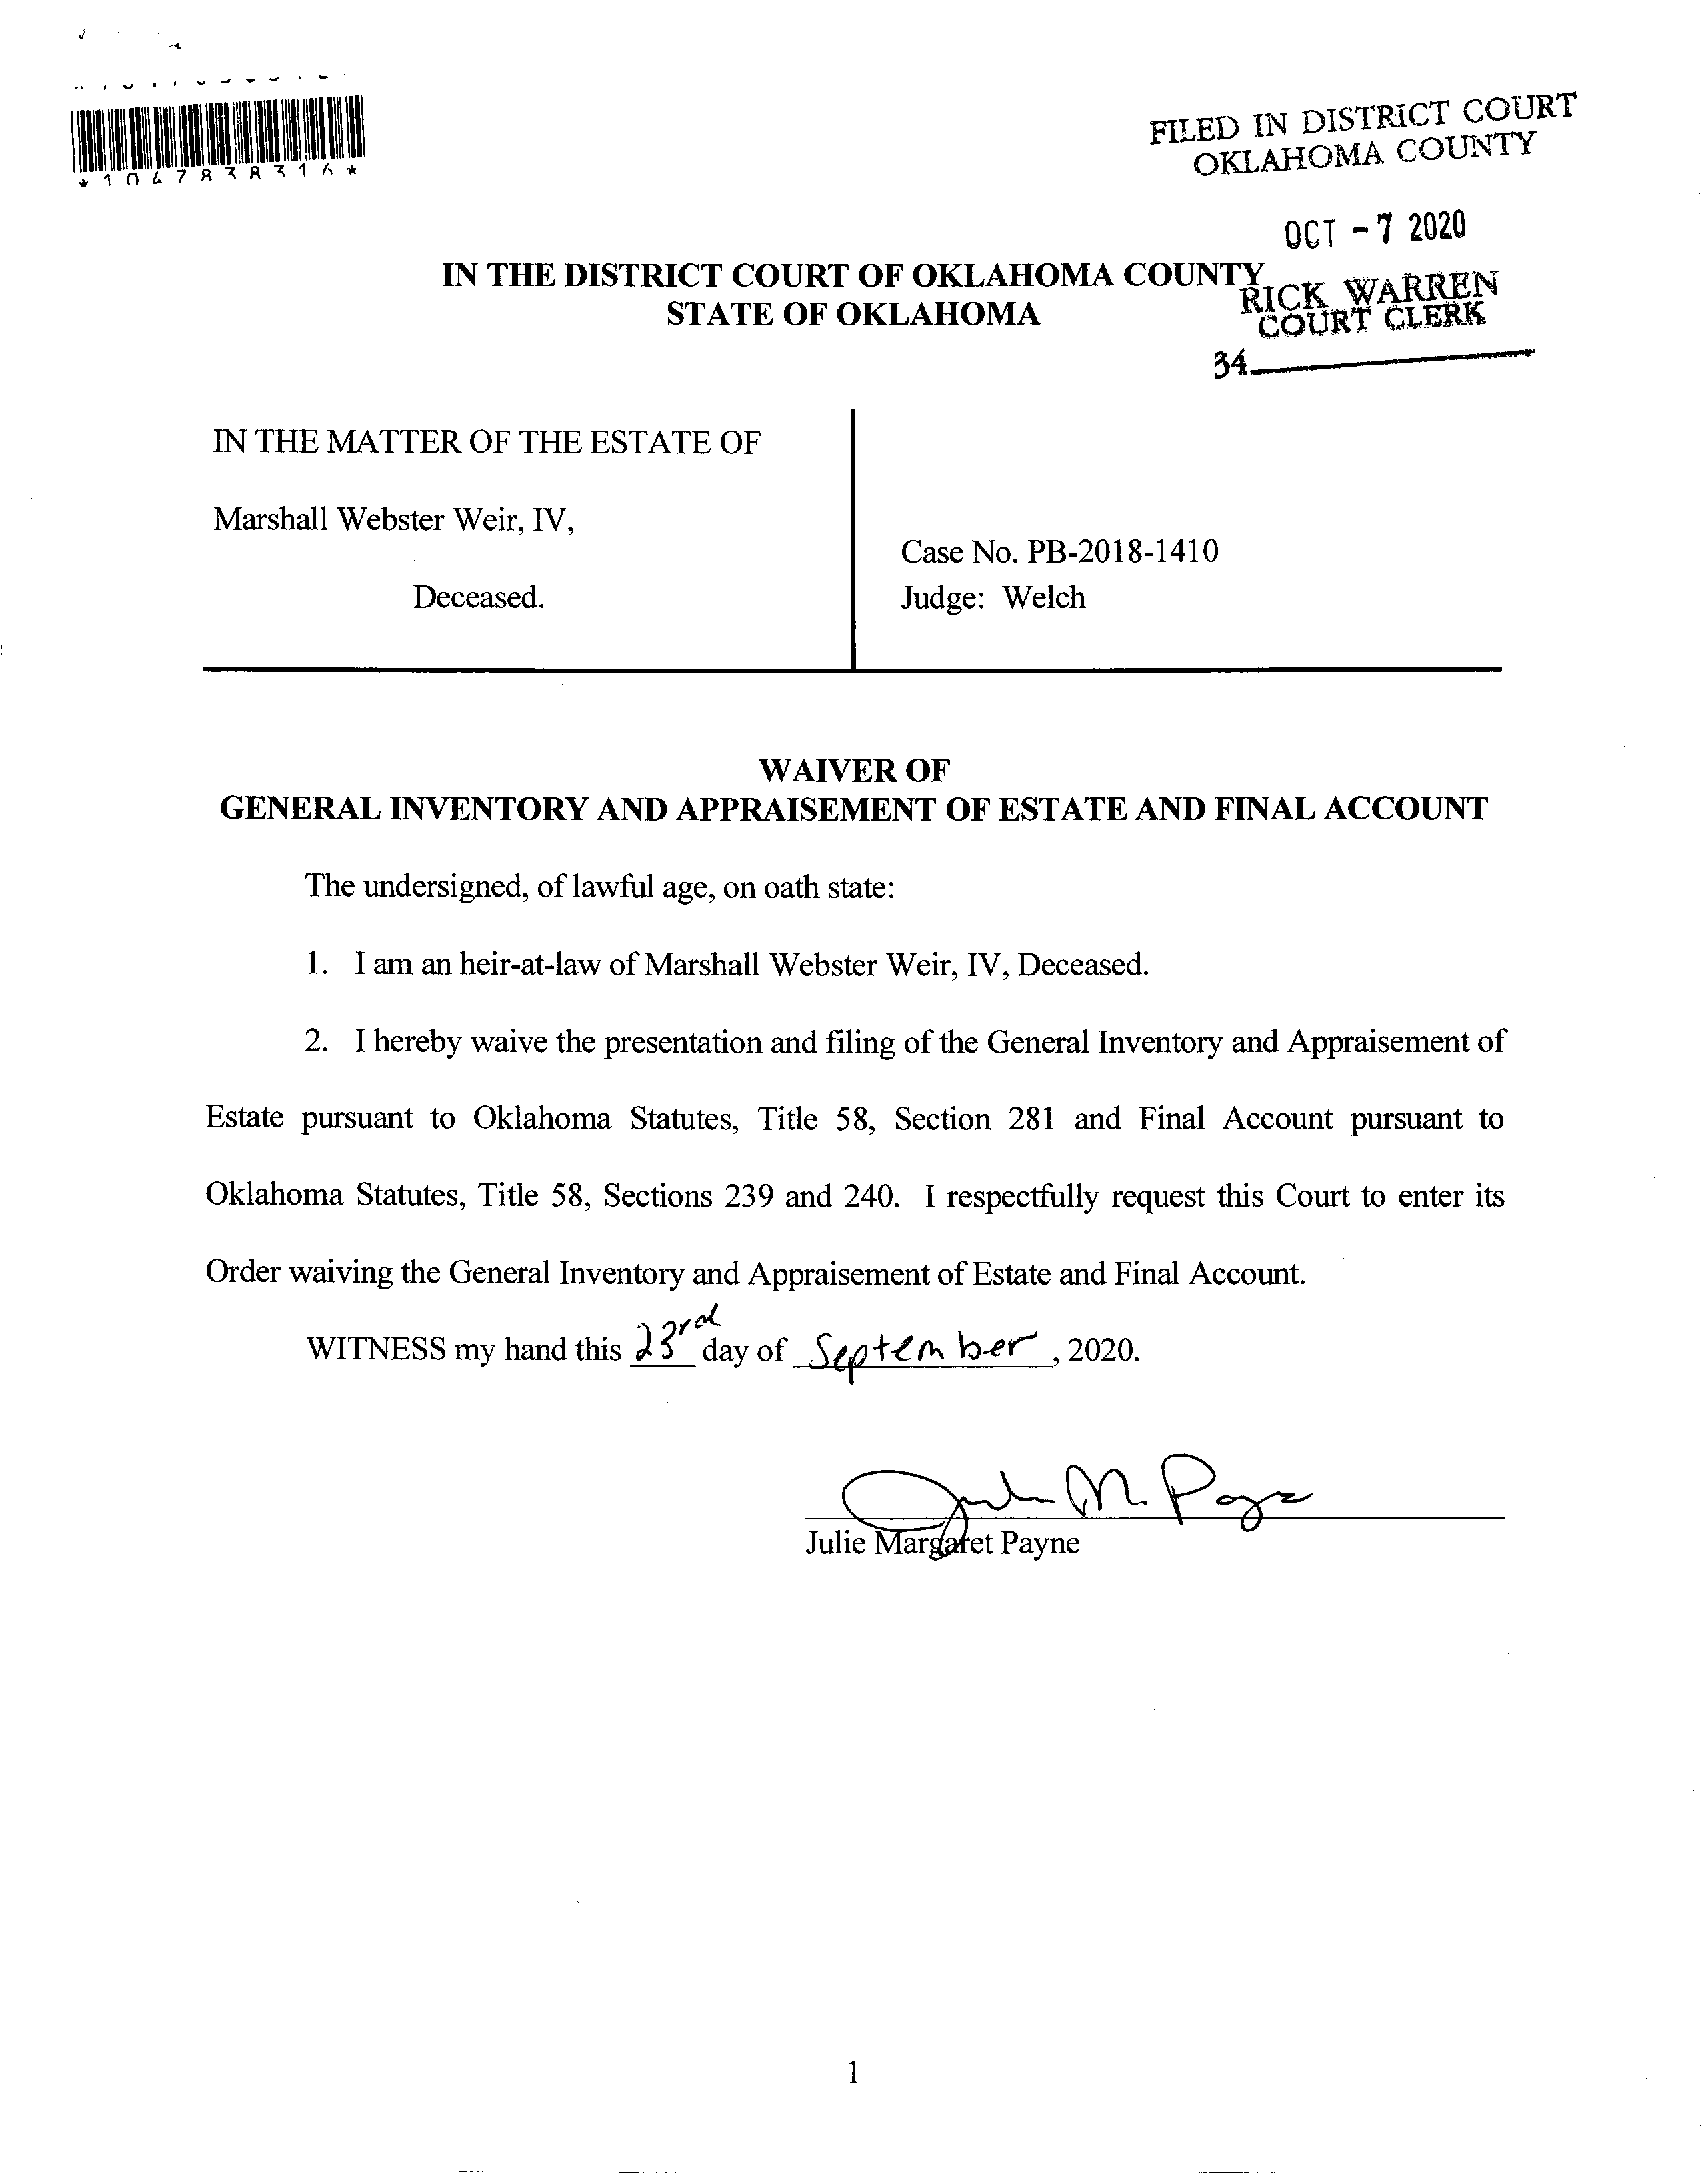 *1047838316*
FILED IN DISTRICT COURT
OKLAHOMA COUNTY
OCT - 7 2020
RICK WARREN
COURT CLERK
34
IN THE DISTRICT COURT OF OKLAHOMA COUNTY
STATE OF OKLAHOMA
IN THE MATTER OF THE ESTATE OF
Marshall Webster Weir, IV,
Deceased.
Case No. PB-2018-1410
Judge: Welch
WAIVER OF
GENERAL INVENTORY AND APPRAISEMENT OF ESTATE AND FINAL ACCOUNT
The undersigned, of lawful age, on oath state:
1. I am an heir-at-law of Marshall Webster Weir, IV, Deceased.
2. I hereby waive the presentation and filing of the General Inventory and Appraisement of
Estate pursuant to Oklahoma Statutes, Title 58, Section 281 and Final Account pursuant to
Oklahoma Statutes, Title 58, Sections 239 and 240. I respectfully request this Court to enter its
Order waiving the General Inventory and Appraisement of Estate and Final Account.
WITNESS my hand this 23rd day of September, 2020.
Julie M. Payne
Julie Margaret Payne
1